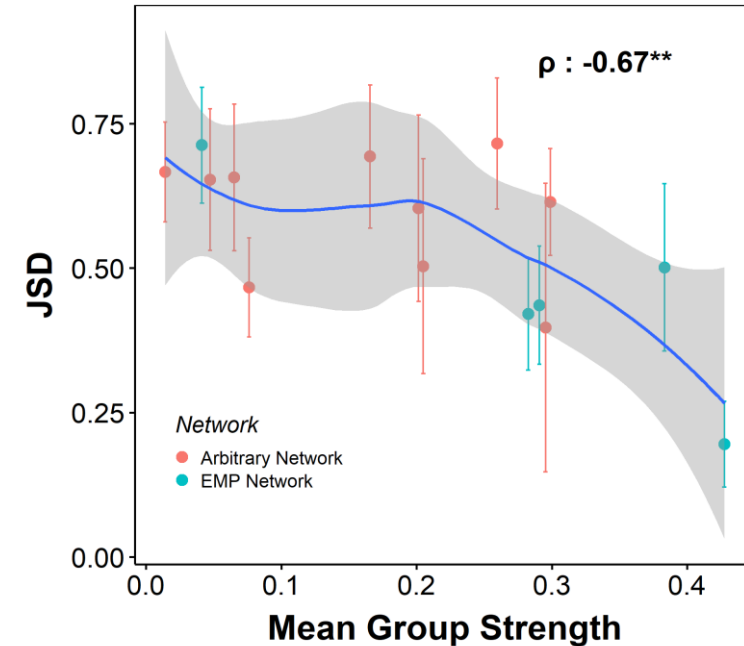 ρ : -0.67**
JSD
0.75
0.50
0.25
0.00
Network
Arbitrary Network
EMP Network
0.0 0.1 0.2 0.3 0.4
Mean Group Strength